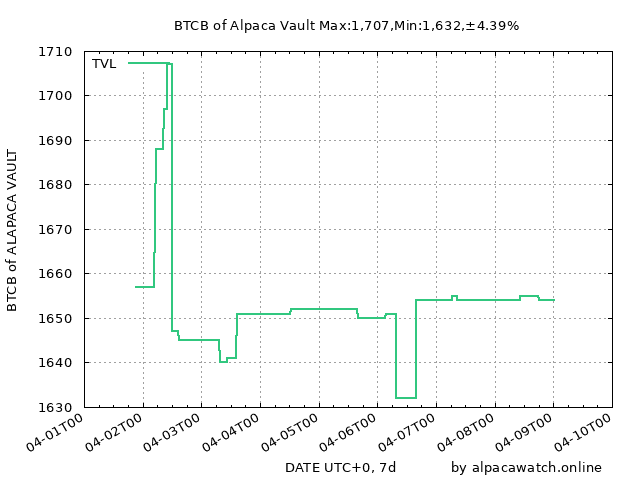 BTCB of Alpaca Vault Max:1,707,Min:1,632,±4.39%
BTCB of ALAPACA VAULT
1710
1700
1690
1680
1670
1660
1650
1640
1630
TVL
04-01T00
04-02T00
04-03T00
04-04T00
04-05T00
04-06T00
04-07T00
04-08T00
04-09T00
04-10T00
DATE UTC+0, 7d
by alpacawatch.online